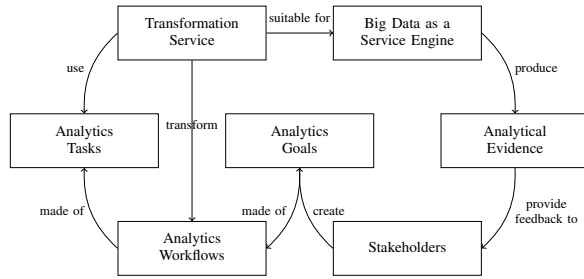 Transformation
Service
suitable for
Big Data as a
Service Engine
use
produce
transform
Analytics
Tasks
Analytics
Goals
Analytical
Evidence
made of
made of
create
provide
feedback to
Analytics
Workflows
Stakeholders